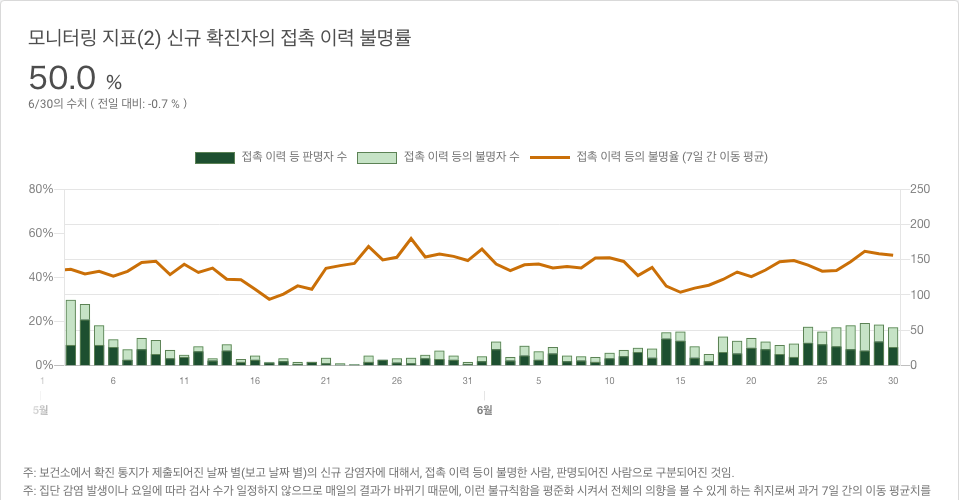 모니터링 지표(2) 신규 확진자의 접촉 이력 불명률
50.0 %
6/30의 수치 ( 전일 대비: -0.7 % )
접촉 이력 등 판명자 수 접촉 이력 등의 불명자 수 접촉 이력 등의 불명율 (7일 간 이동 평균)
80% 250
200
60%
150
40%
100
20%
50
0% 0
1 6 11 16 21 26 31 5 10 15 20 25 30
5월 6월
주: 보건소에서 확진 통지가 제출되어진 날짜 별(보고 날짜 별)의 신규 감염자에 대해서, 접촉 이력 등이 불명한 사람, 판명되어진 사람으로 구분되어진 것임.
주: 집단 감염 발생이나 요일에 따라 검사 수가 일정하지 않으므로 매일의 결과가 바뀌기 때문에, 이런 불규칙함을 평준화 시켜서 전체의 의향을 볼 수 있게 하는 취지로써 과거 7일 간의 이동 평균치를